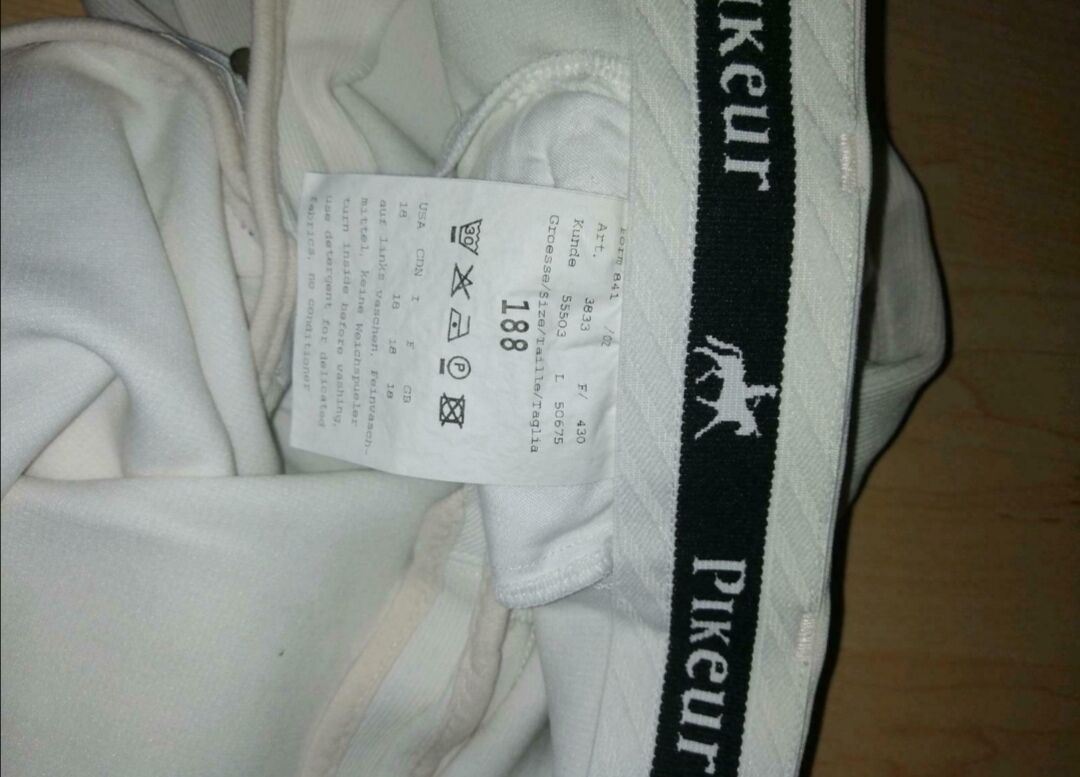 Pikeur
Pikeur
Form 841 /02
Art. 3833 F/ 430
Kunde 55503 L 50675
Groesse/Size/Taille/Taglia
188
30
P
USA CDN I F GB
18 18 18 18
auf links waschen, Feinwasch-
mittel, keine Weichspueler
turn inside before washing,
use detergent for delicated
fabrics, no conditioner